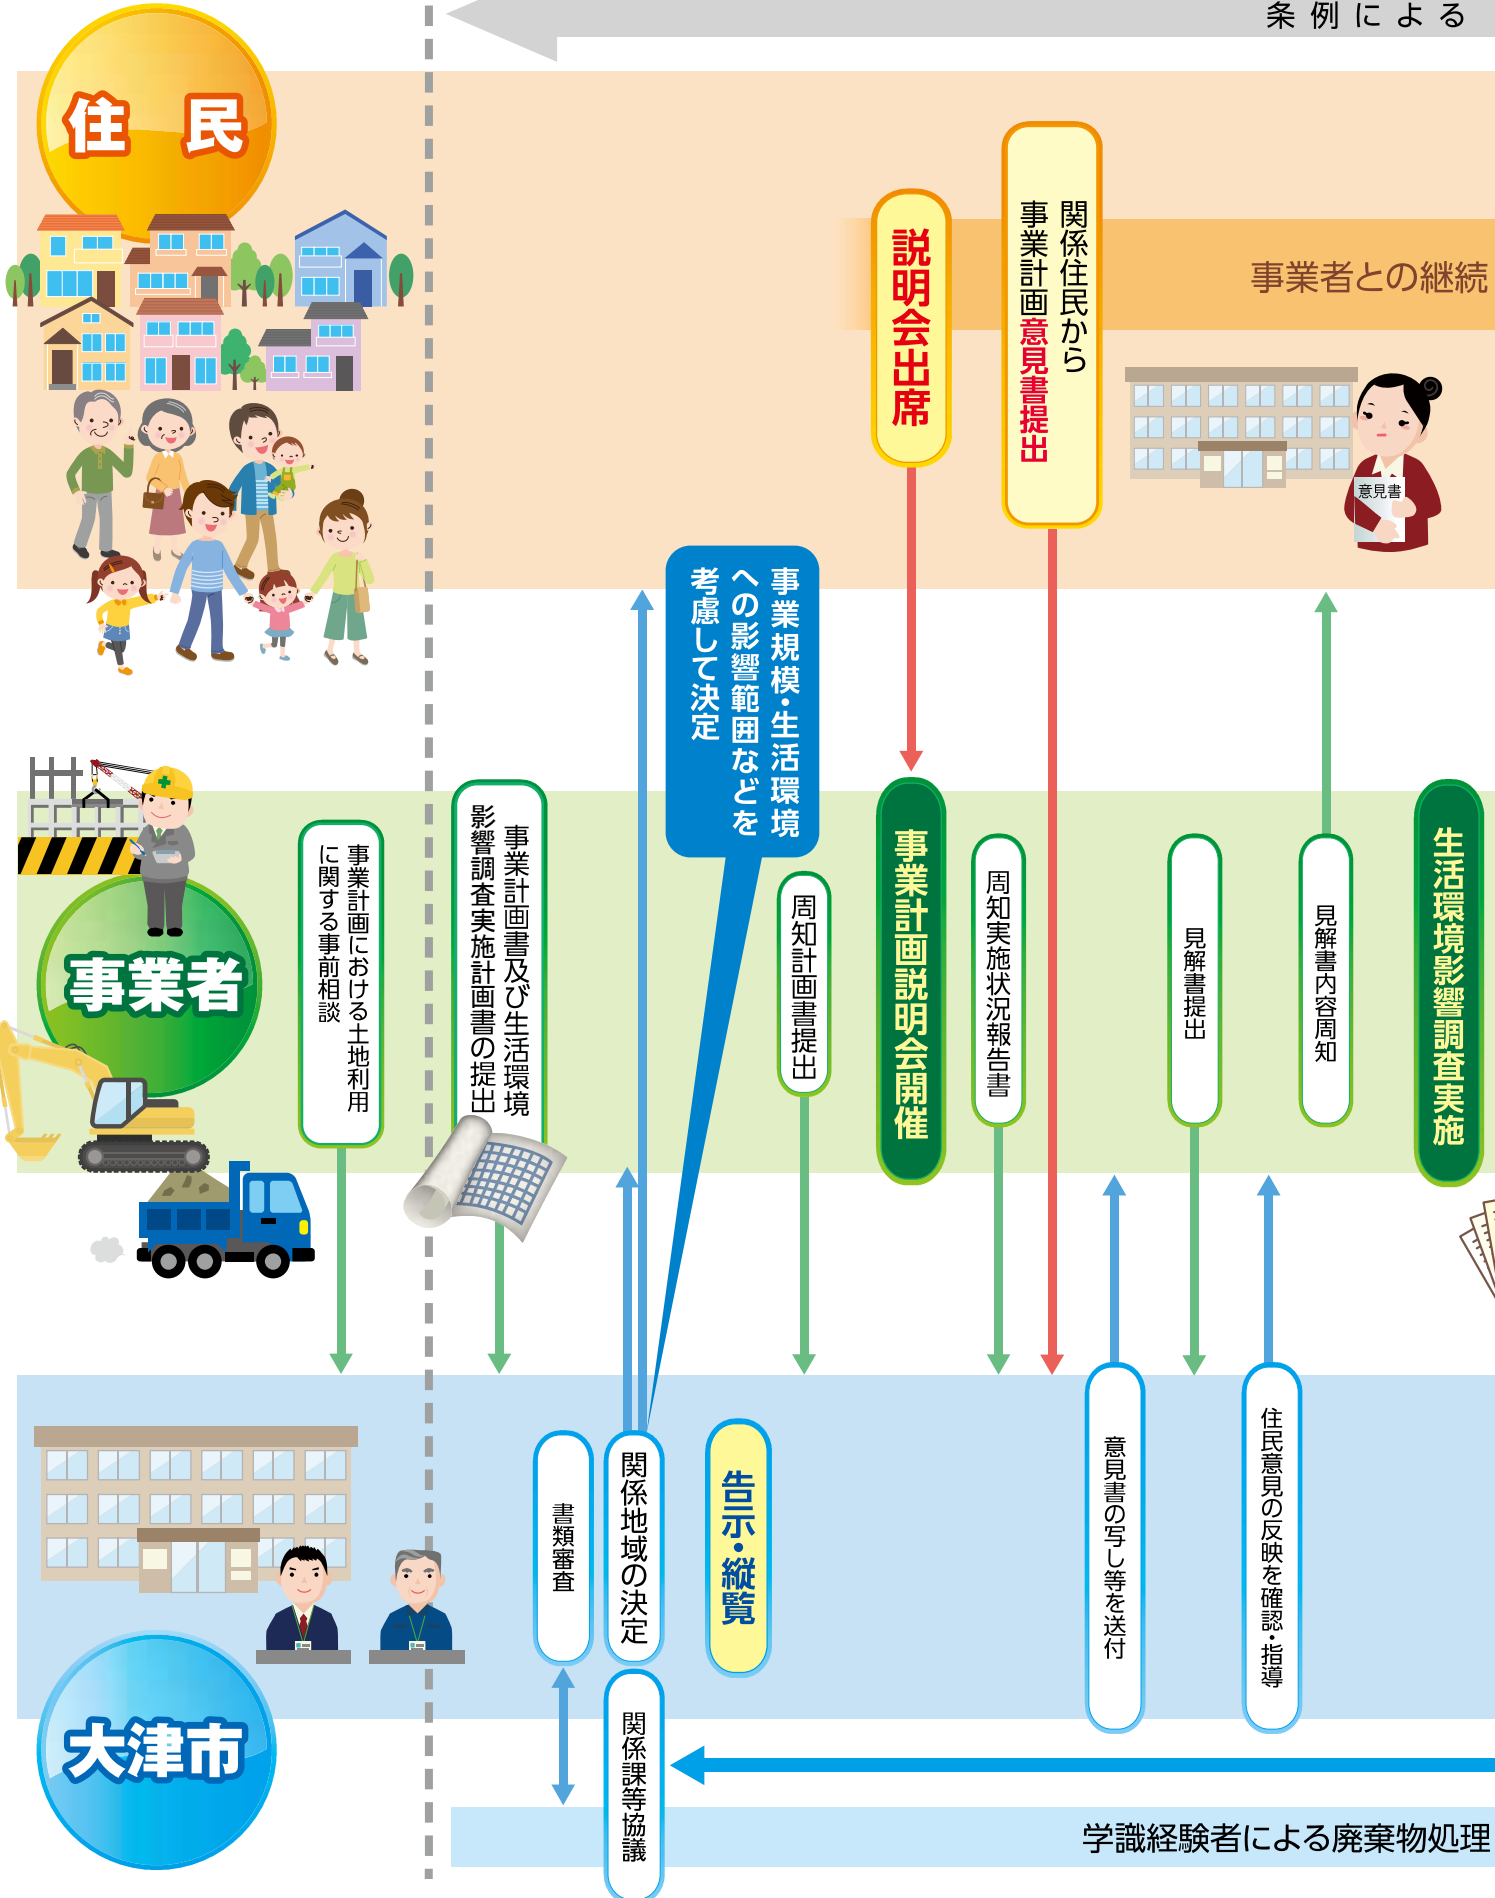 条例による
住民
説明会出席
関係住民から
事業計画意見書提出
事業者との継続
意見書
事業規模・生活環境
への影響範囲などを
考慮して決定
事業者
事業計画における土地利用
に関する事前相談
事業計画書及び生活環境
影響調査実施計画書の提出
周知計画書提出
事業計画説明会開催
周知実施状況報告書
見解書提出
見解書内容周知
生活環境影響調査実施
大津市
書類審査
関係地域の決定
告示・縦覧
関係課等協議
意見書の写し等を送付
住民意見の反映を確認・指導
学識経験者による廃棄物処理